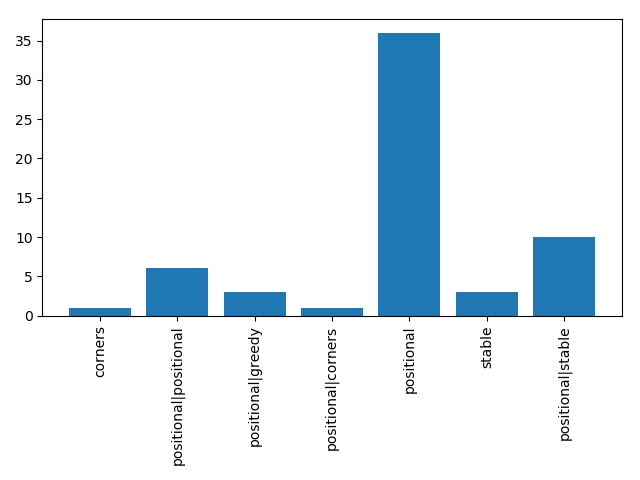 35
30
25
20
15
10
5
0
corners
positional|positional
positional|greedy
positional|corners
positional
stable
positional|stable